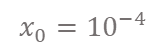 x₀ = 10⁻⁴